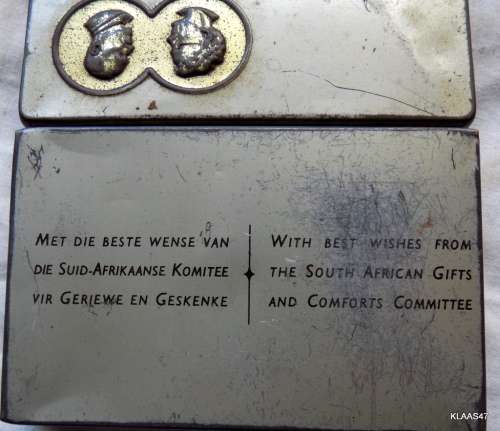 MET DIE BESTE WENSE VAN
DIE SUID-AFRIKAANSE KOMITEE
VIR GERIEWE EN GESKENKE
WITH BEST WISHES FROM
THE SOUTH AFRICAN GIFTS
AND COMFORTS COMMITTEE
KLAAS47